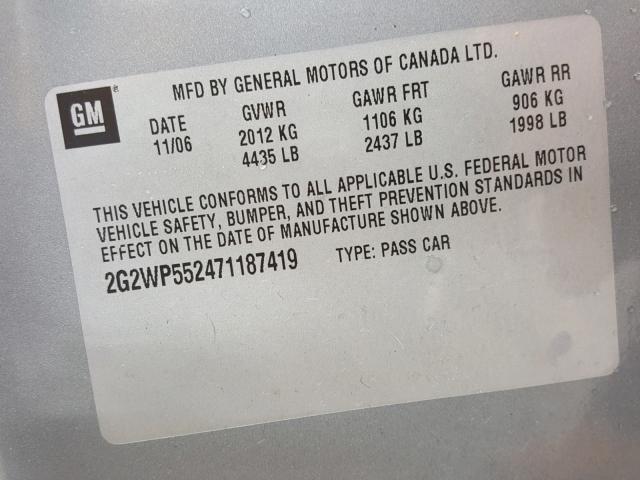 MFD BY GENERAL MOTORS OF CANADA LTD.
GM
DATE GVWR GAWR FRT GAWR RR
11/06 2012 KG 1106 KG 906 KG
4435 LB 2437 LB 1998 LB
THIS VEHICLE CONFORMS TO ALL APPLICABLE U.S. FEDERAL MOTOR
VEHICLE SAFETY, BUMPER, AND THEFT PREVENTION STANDARDS IN
EFFECT ON THE DATE OF MANUFACTURE SHOWN ABOVE.
2G2WP552471187419 TYPE: PASS CAR